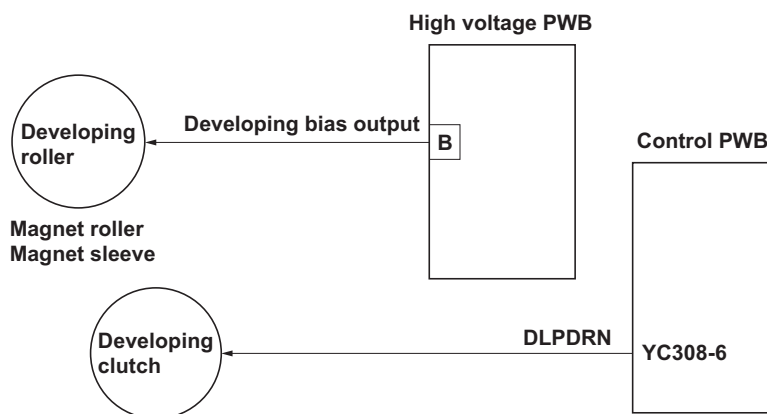 High voltage PWB
Developing
roller
Developing bias output
B
Control PWB
Magnet roller
Magnet sleeve
Developing
clutch
DLPDRN
YC308-6